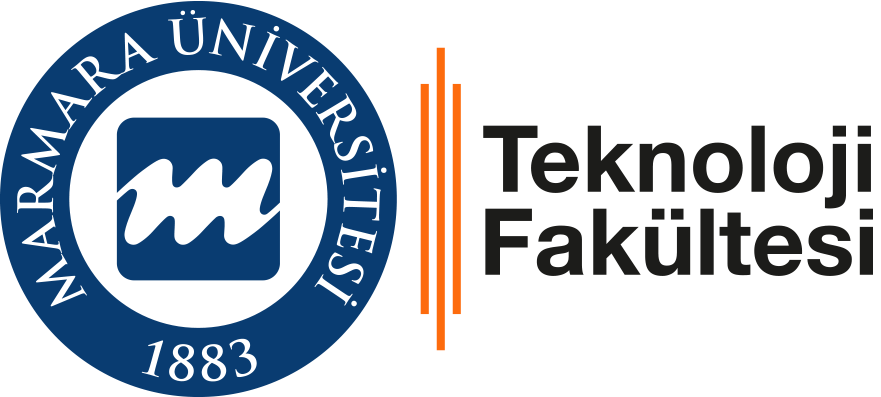 MARMARA ÜNİVERSİTESİ
1883
Teknoloji
Fakültesi